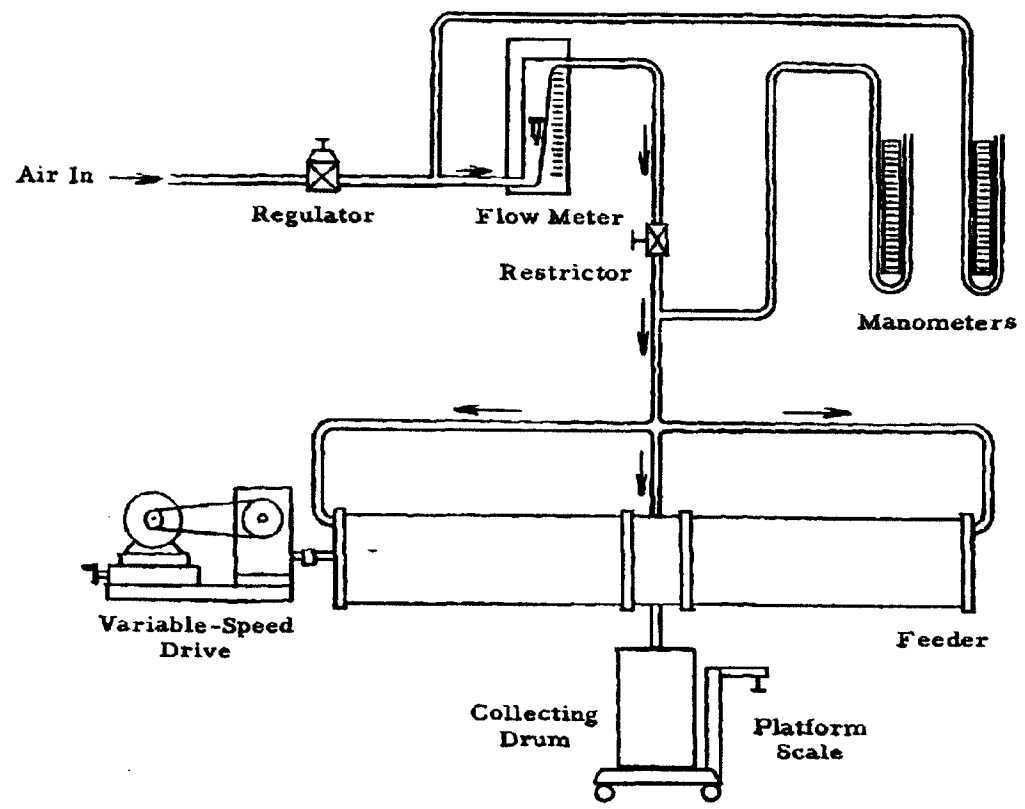 Air In
Regulator
Flow Meter
Restrictor
Manometers
Variable-Speed
Drive
Feeder
Collecting
Drum
Platform
Scale